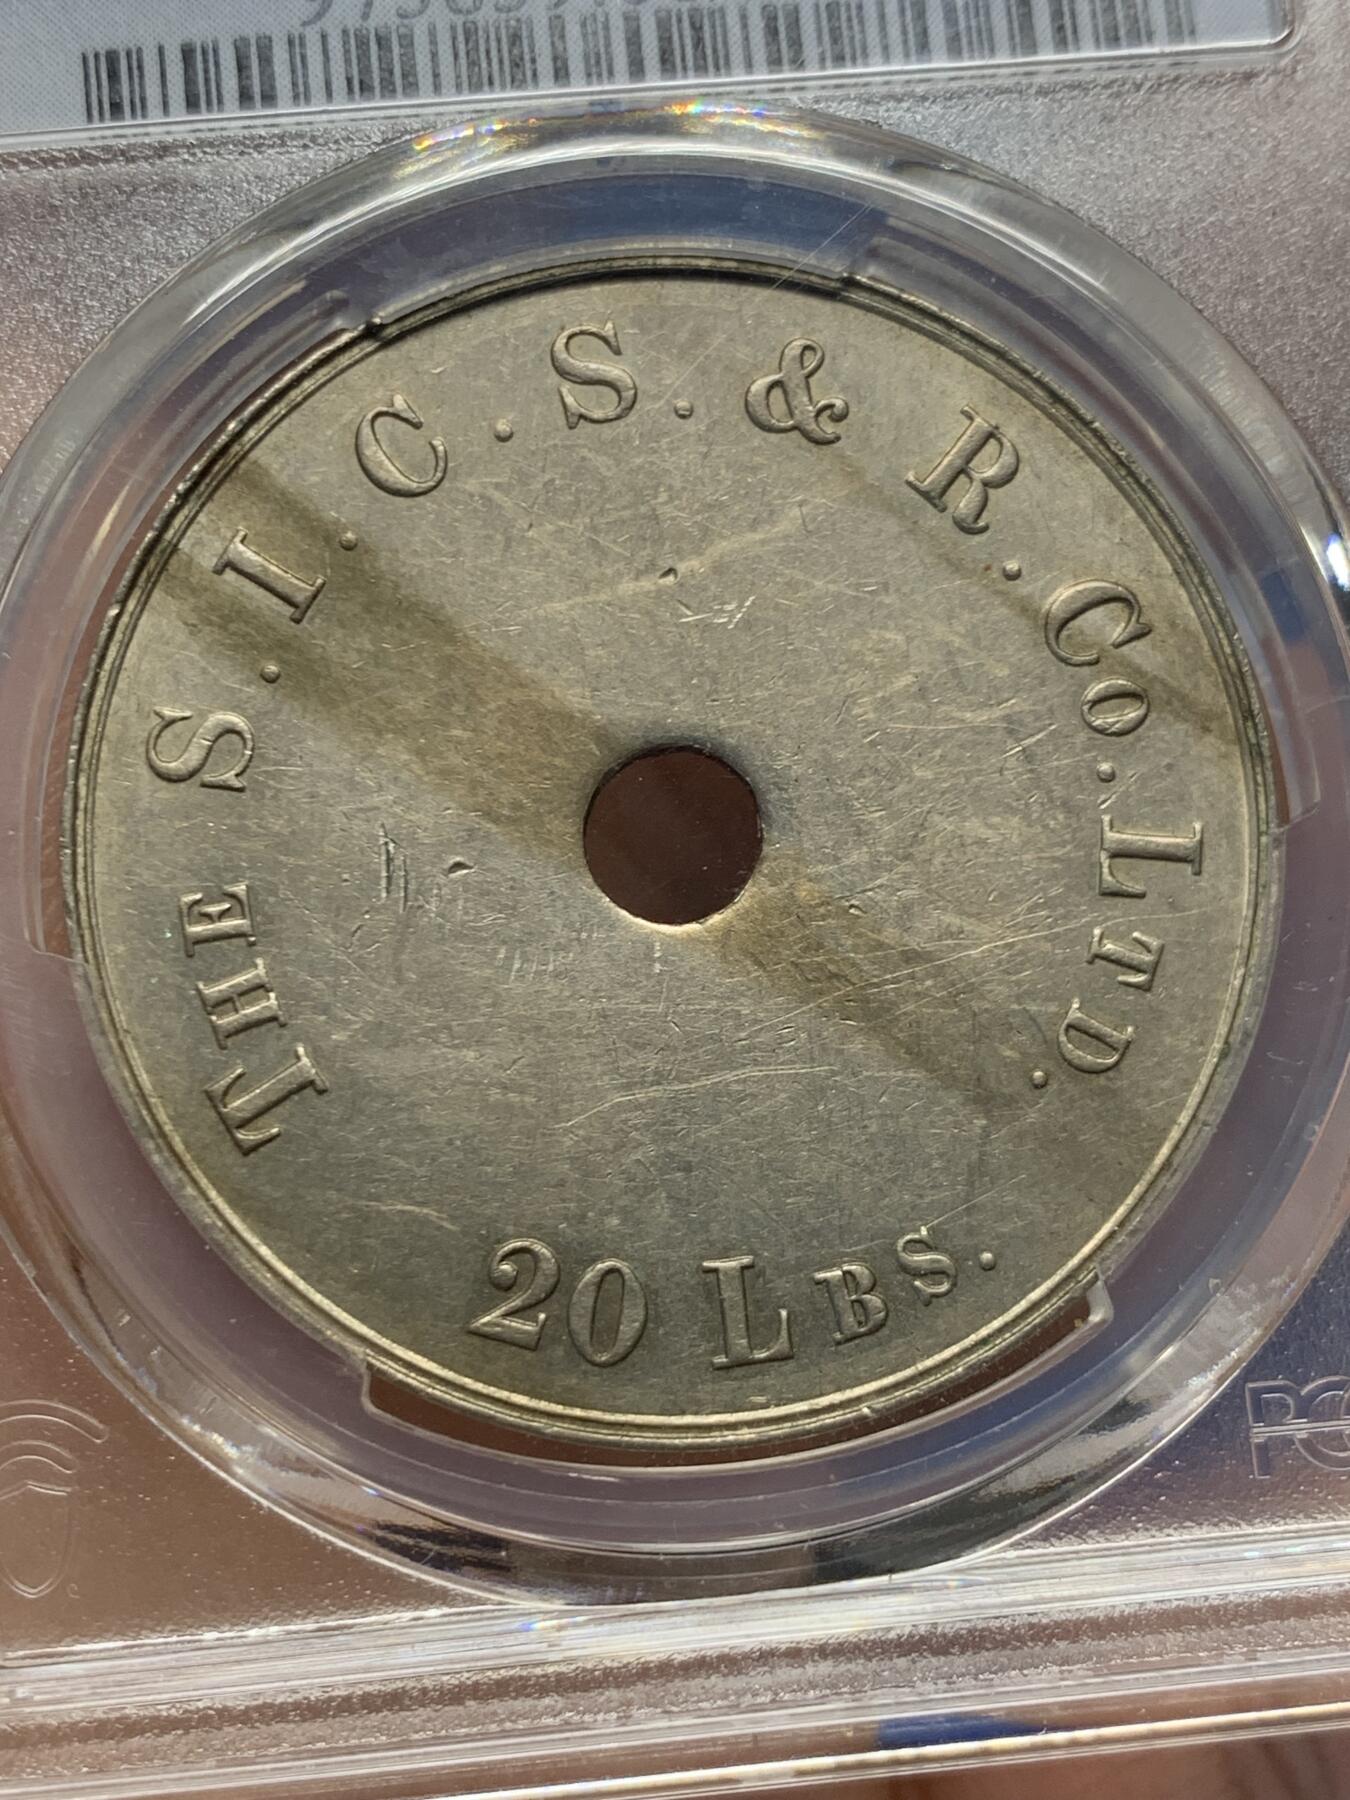 THE S.I.C.S. & R.Co.LTD.
20 LBS.